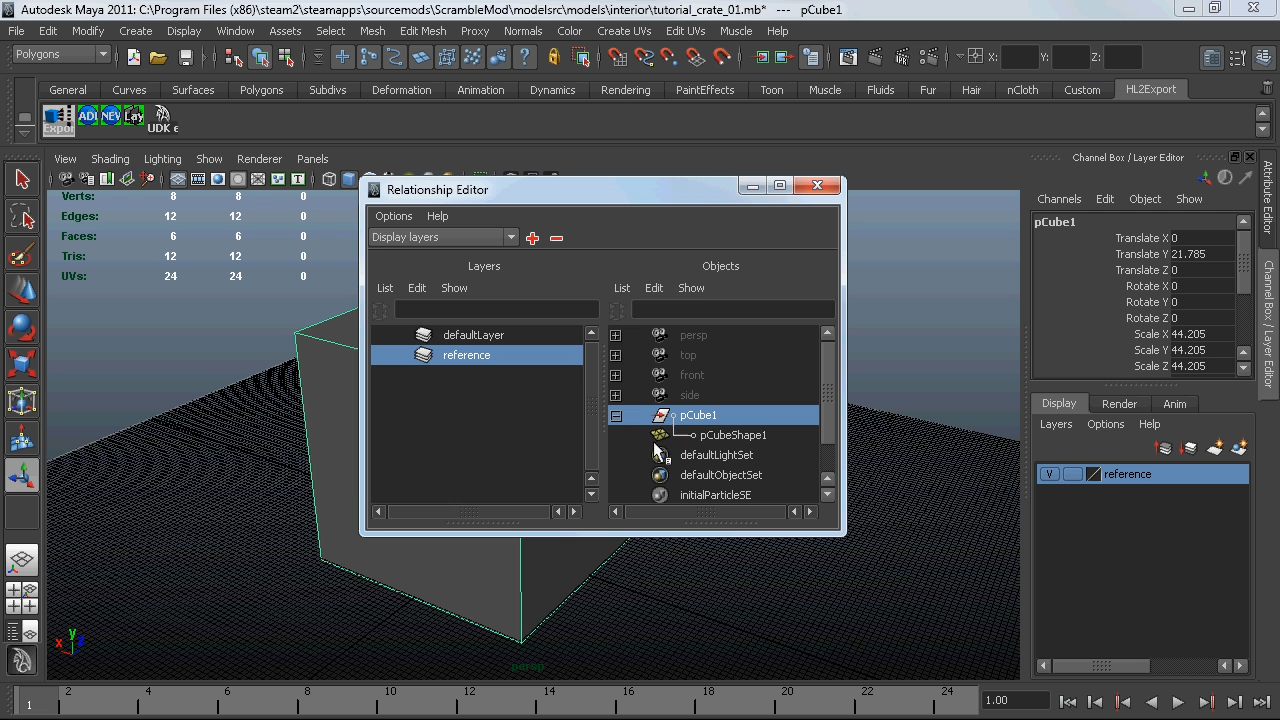 Autodesk Maya 2011: C:\Program Files (x86)\steam2\steamapps\sourcemods\ScrambleMod\modelsrc\models\interior\tutorial_crate_01.mb* --- pCube1
File Edit Modify Create Display Window Assets Select Mesh Edit Mesh Proxy Normals Color Create UVs Edit UVs Muscle Help
Polygons X: Y: Z:
General Curves Surfaces Polygons Subdivs Deformation Animation Dynamics Rendering PaintEffects Toon Muscle Fluids Fur Hair nCloth Custom HL2Export
Expor ADI NEV Lay UDK e
View Shading Lighting Show Renderer Panels
Channel Box / Layer Editor
Verts: 8 8 0
Edges: 12 12 0
Faces: 6 6 0
Tris: 12 12 0
UVs: 24 24 0
Relationship Editor
Options Help
Display layers
Layers Objects
List Edit Show List Edit Show
defaultLayer
reference
persp
top
front
side
pCube1
pCubeShape1
defaultLightSet
defaultObjectSet
initialParticleSE
Channels Edit Object Show
pCube1
Translate X 0
Translate Y 21.785
Translate Z 0
Rotate X 0
Rotate Y 0
Rotate Z 0
Scale X 44.205
Scale Y 44.205
Scale Z 44.205
Display Render Anim
Layers Options Help
V reference
Attribute Editor
Channel Box / Layer Editor
y
x z
persp
2 4 6 8 10 12 14 16 18 20 22 24
1 1.00